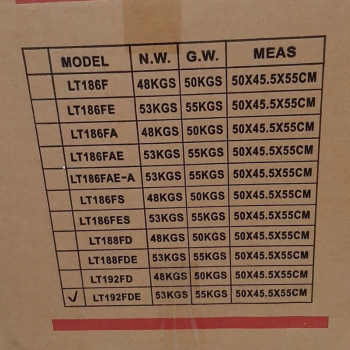 MODEL N.W. G.W. MEAS
LT186F 48KGS 50KGS 50X45.5X55CM
LT186FE 53KGS 55KGS 50X45.5X55CM
LT186FA 48KGS 50KGS 50X45.5X55CM
LT186FAE 53KGS 55KGS 50X45.5X55CM
LT186FAE-A 53KGS 55KGS 50X45.5X55CM
LT186FS 48KGS 50KGS 50X45.5X55CM
LT186FES 53KGS 55KGS 50X45.5X55CM
LT188FD 48KGS 50KGS 50X45.5X55CM
LT188FDE 53KGS 55KGS 50X45.5X55CM
LT192FD 48KGS 50KGS 50X45.5X55CM
✓ LT192FDE 53KGS 55KGS 50X45.5X55CM